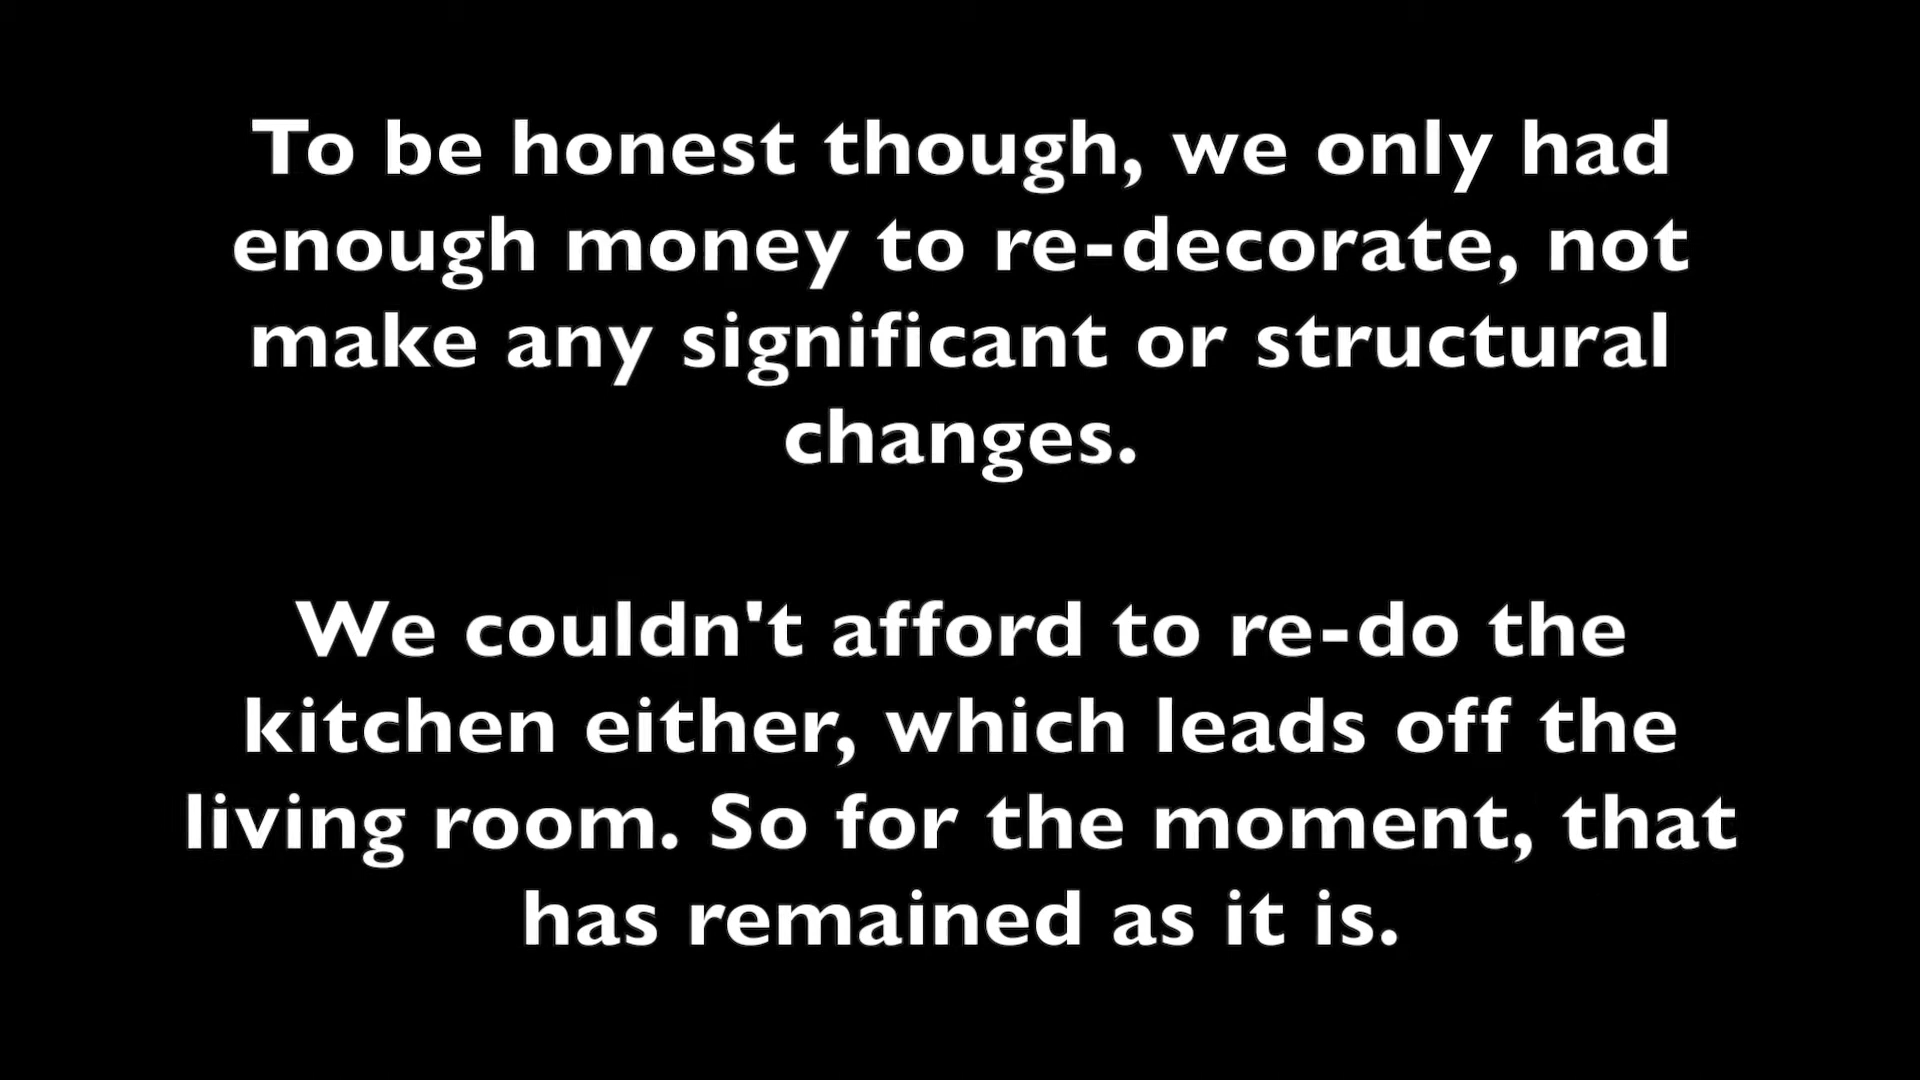 To be honest though, we only had
enough money to re-decorate, not
make any significant or structural
changes.
We couldn't afford to re-do the
kitchen either, which leads off the
living room. So for the moment, that
has remained as it is.